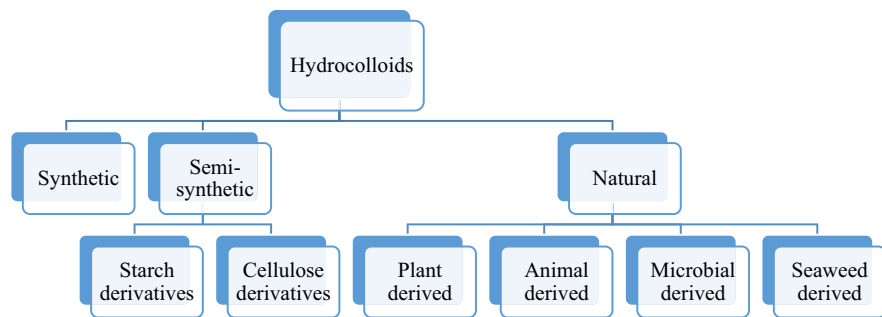 Hydrocolloids
Synthetic
Semi-
synthetic
Natural
Starch
derivatives
Cellulose
derivatives
Plant
derived
Animal
derived
Microbial
derived
Seaweed
derived